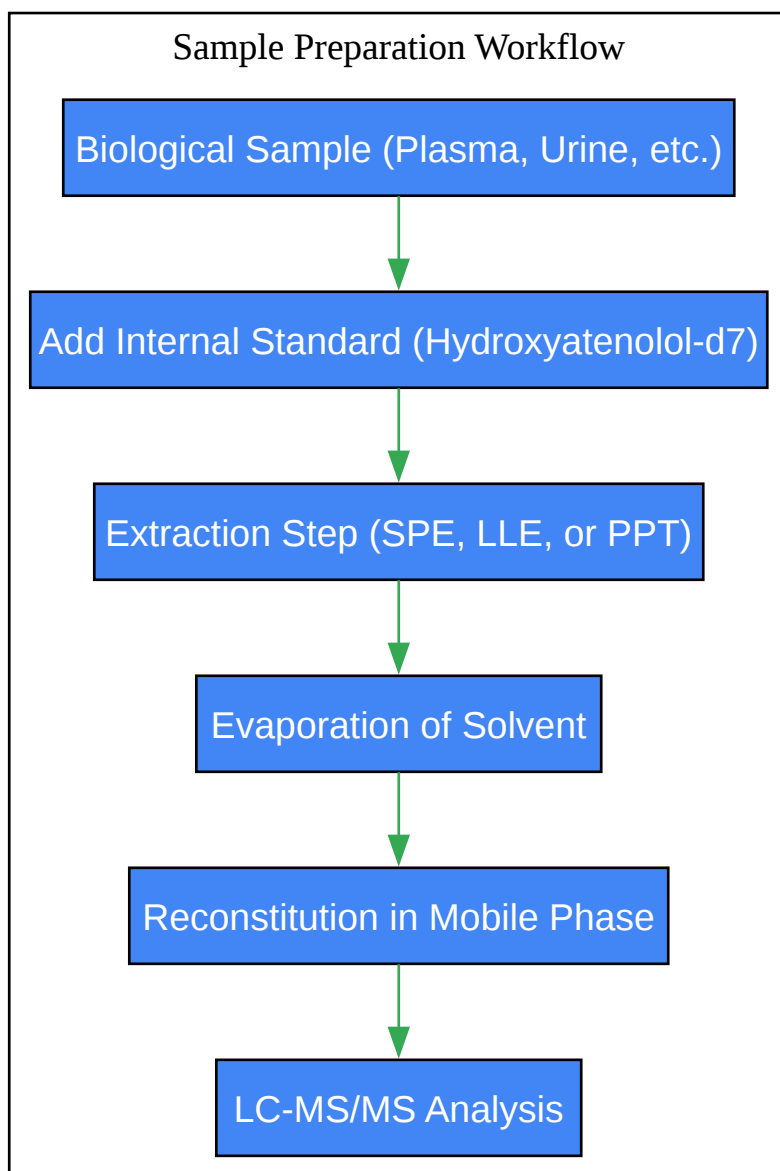 Sample Preparation Workflow
Biological Sample (Plasma, Urine, etc.)
Add Internal Standard (Hydroxyatenolol-d7)
Extraction Step (SPE, LLE, or PPT)
Evaporation of Solvent
Reconstitution in Mobile Phase
LC-MS/MS Analysis